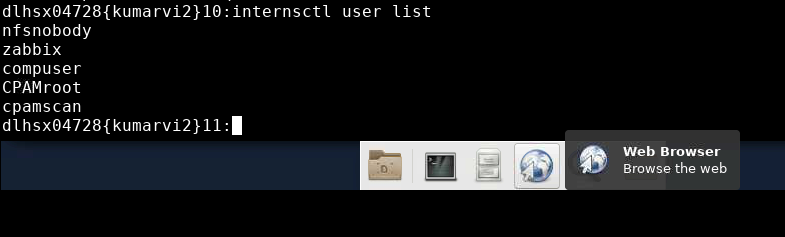 dlhsx04728{kumarvi2}10:internsctl user list
nfsnobody
zabbix
compuser
CPAMroot
cpamscan
dlhsx04728{kumarvi2}11:
Web Browser
Browse the web